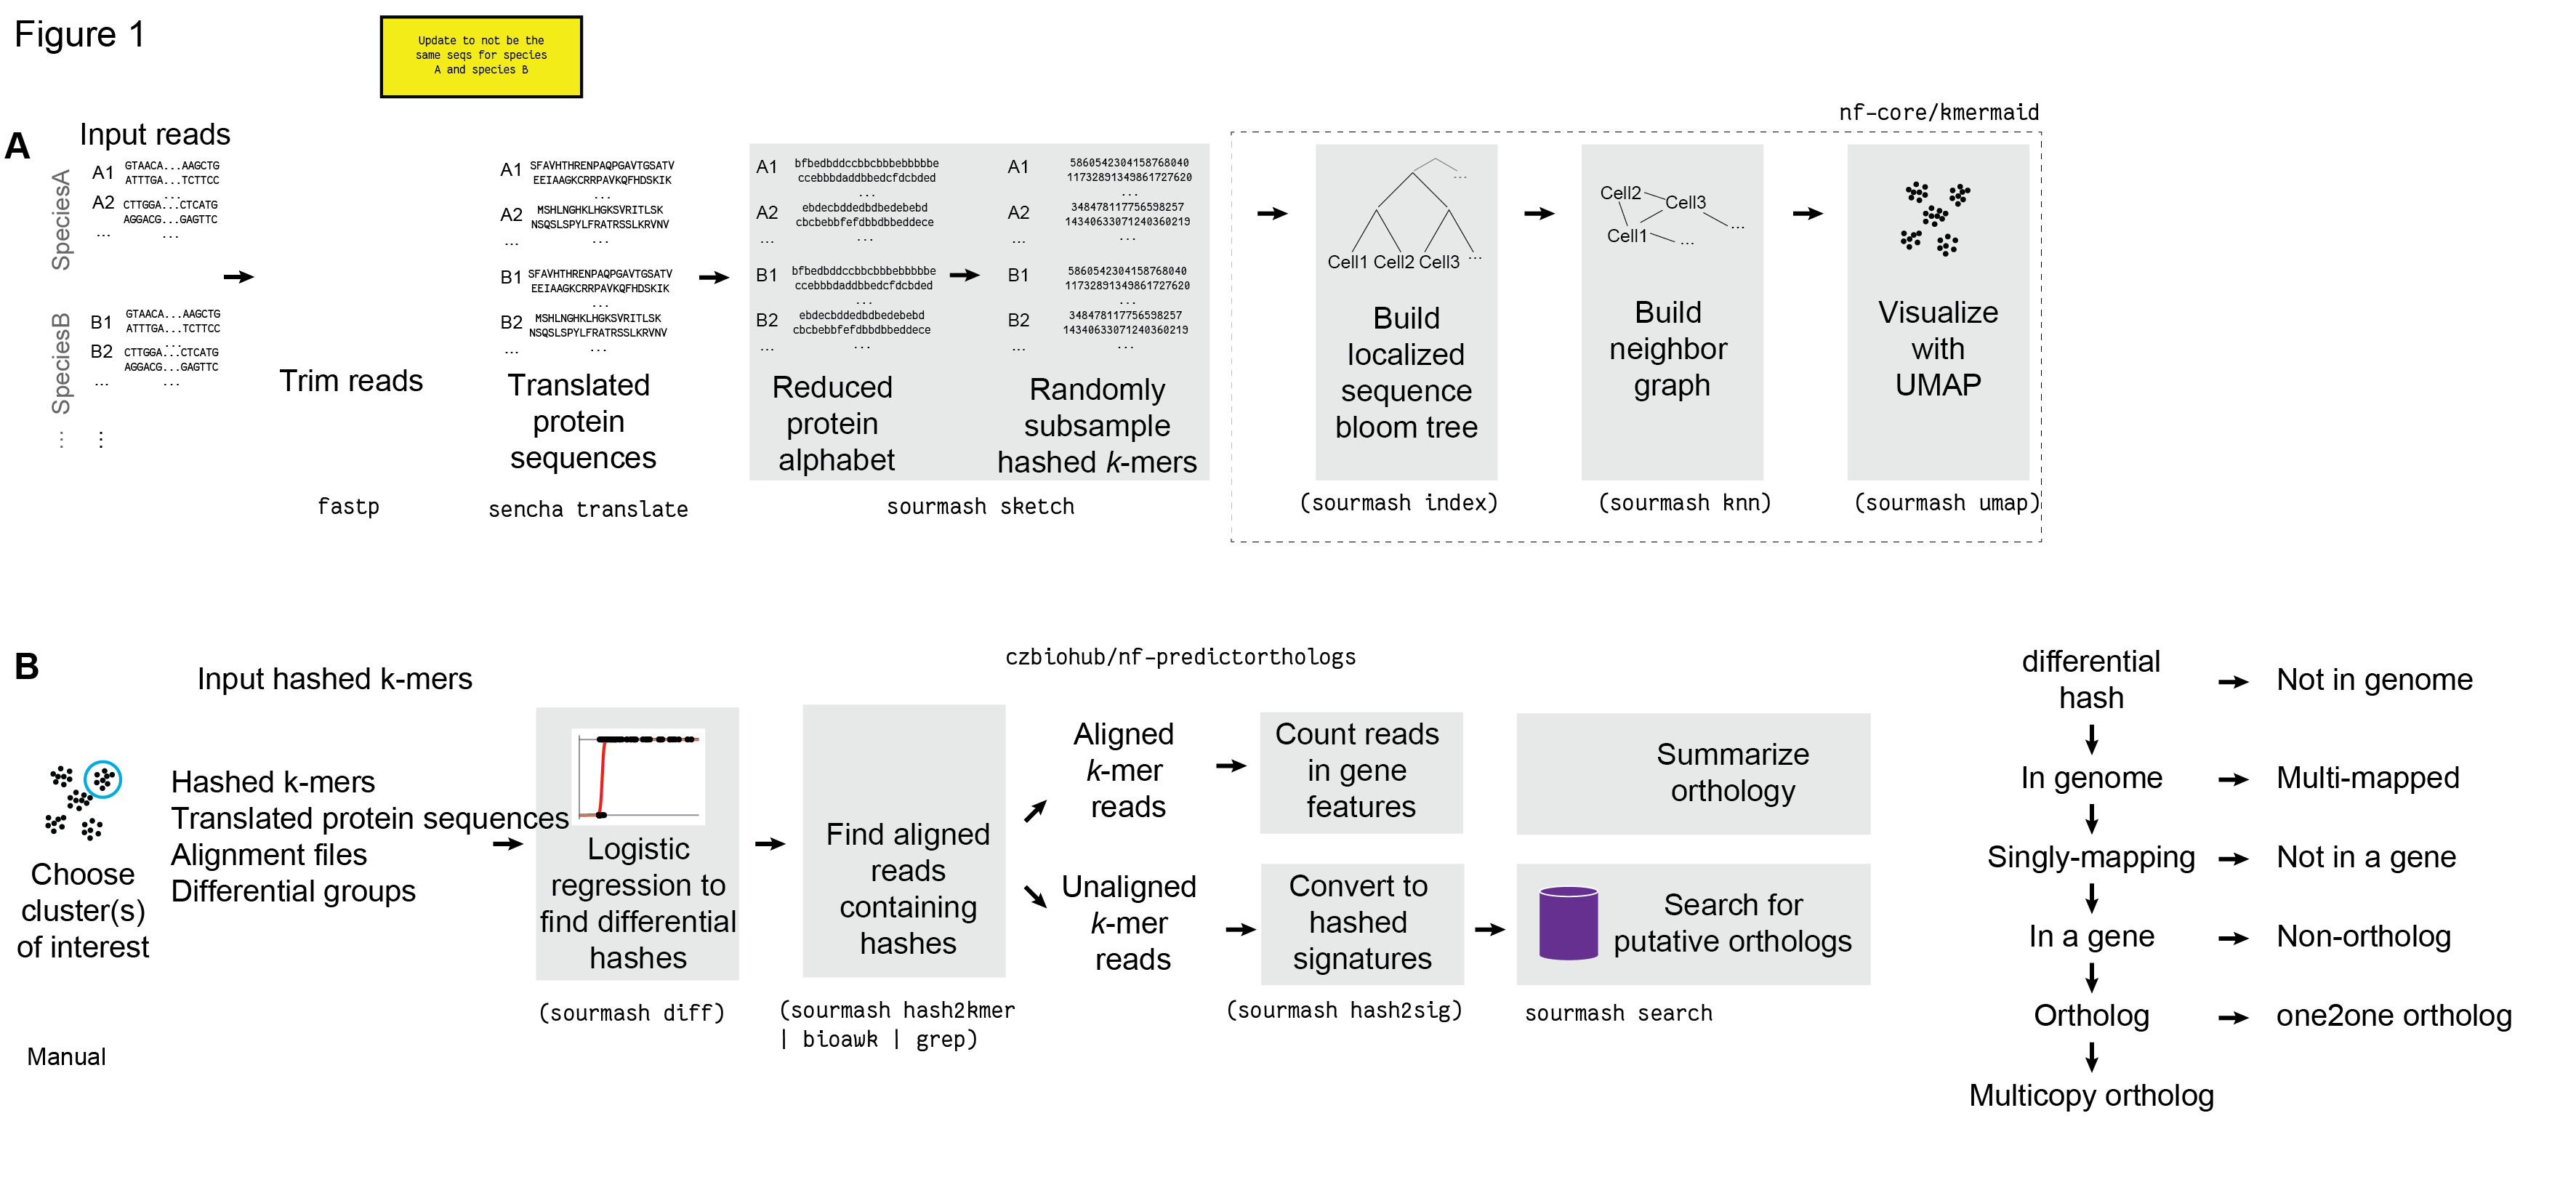 Figure 1
Update to not be the
same seqs for species
A and species B
nf-core/kmermaid
A
Input reads
SpeciesA
A1
GTAACA...AAGCTG
ATTTGA...TCTTCC
...
A2
CTTGGA...CTCATG
AGGACG...GAGTTC
...
...
SpeciesB
B1
GTAACA...AAGCTG
ATTTGA...TCTTCC
...
B2
CTTGGA...CTCATG
AGGACG...GAGTTC
...
...
...
...
Trim reads
fastp
A1
SFAVHTHRENPAQPGAVTGSATV
EEIAAGKCRRPAVKQFHDSKIK
...
A2
MSHLNGHKLHGKSVRITLSK
NSQSLSPYLFRATRSSLKRVNV
...
...
B1
SFAVHTHRENPAQPGAVTGSATV
EEIAAGKCRRPAVKQFHDSKIK
...
B2
MSHLNGHKLHGKSVRITLSK
NSQSLSPYLFRATRSSLKRVNV
...
...
Translated
protein
sequences
sencha translate
A1
bfbedbddccbbcbbbebbbbbe
ccebbbdaddbbedcfdcbded
...
A2
ebdecbddedbdbedebebd
cbcbebbfefdbbdbbeddece
...
...
B1
bfbedbddccbbcbbbebbbbbe
ccebbbdaddbbedcfdcbded
...
B2
ebdecbddedbdbedebebd
cbcbebbfefdbbdbbeddece
...
...
Reduced
protein
alphabet
A1
5860542304158768040
11732891349861727620
...
A2
348478117756598257
14340633071240360219
...
...
B1
5860542304158768040
11732891349861727620
...
B2
348478117756598257
14340633071240360219
...
...
Randomly
subsample
hashed k-mers
sourmash sketch
...
Cell1 Cell2 Cell3 ...
Build
localized
sequence
bloom tree
(sourmash index)
Cell2
Cell3
...
Cell1
...
Build
neighbor
graph
(sourmash knn)
Visualize
with
UMAP
(sourmash umap)
B
Input hashed k-mers
czbiohub/nf-predictorthologs
Choose
cluster(s)
of interest
Manual
Hashed k-mers
Translated protein sequences
Alignment files
Differential groups
Logistic
regression to
find differential
hashes
(sourmash diff)
Find aligned
reads
containing
hashes
(sourmash hash2kmer
| bioawk | grep)
Aligned
k-mer
reads
Count reads
in gene
features
Summarize
orthology
Unaligned
k-mer
reads
Convert to
hashed
signatures
(sourmash hash2sig)
Search for
putative orthologs
sourmash search
differential
hash
Not in genome
In genome
Multi-mapped
Singly-mapping
Not in a gene
In a gene
Non-ortholog
Ortholog
one2one ortholog
Multicopy ortholog